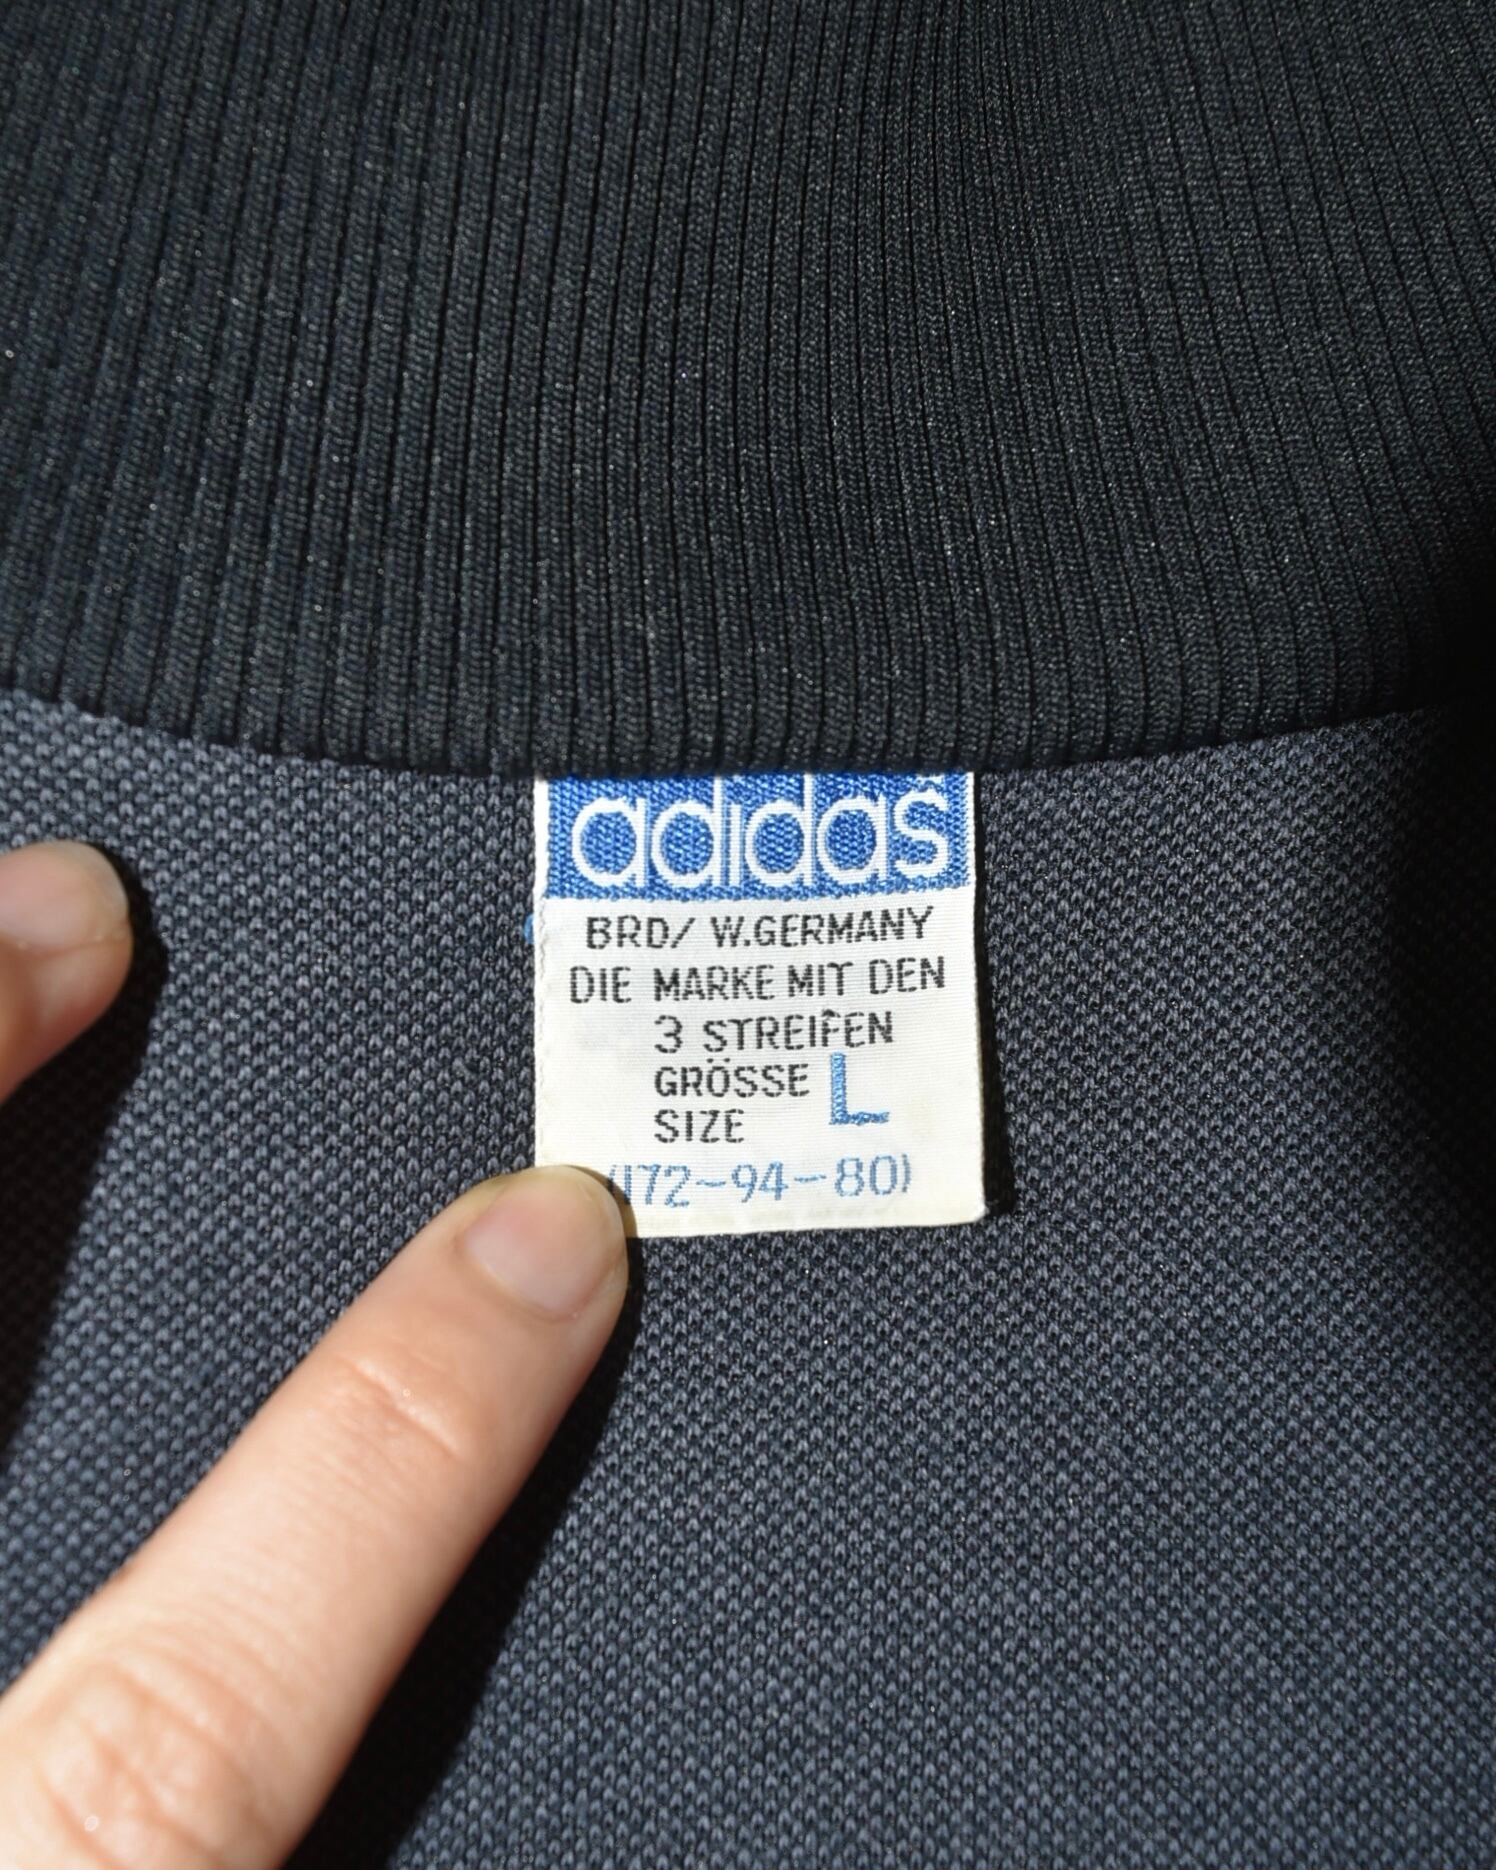 adidas
BRD/ W.GERMANY
DIE MARKE MIT DEN
3 STREIFEN
GRÖSSE L
SIZE
(172-94-80)